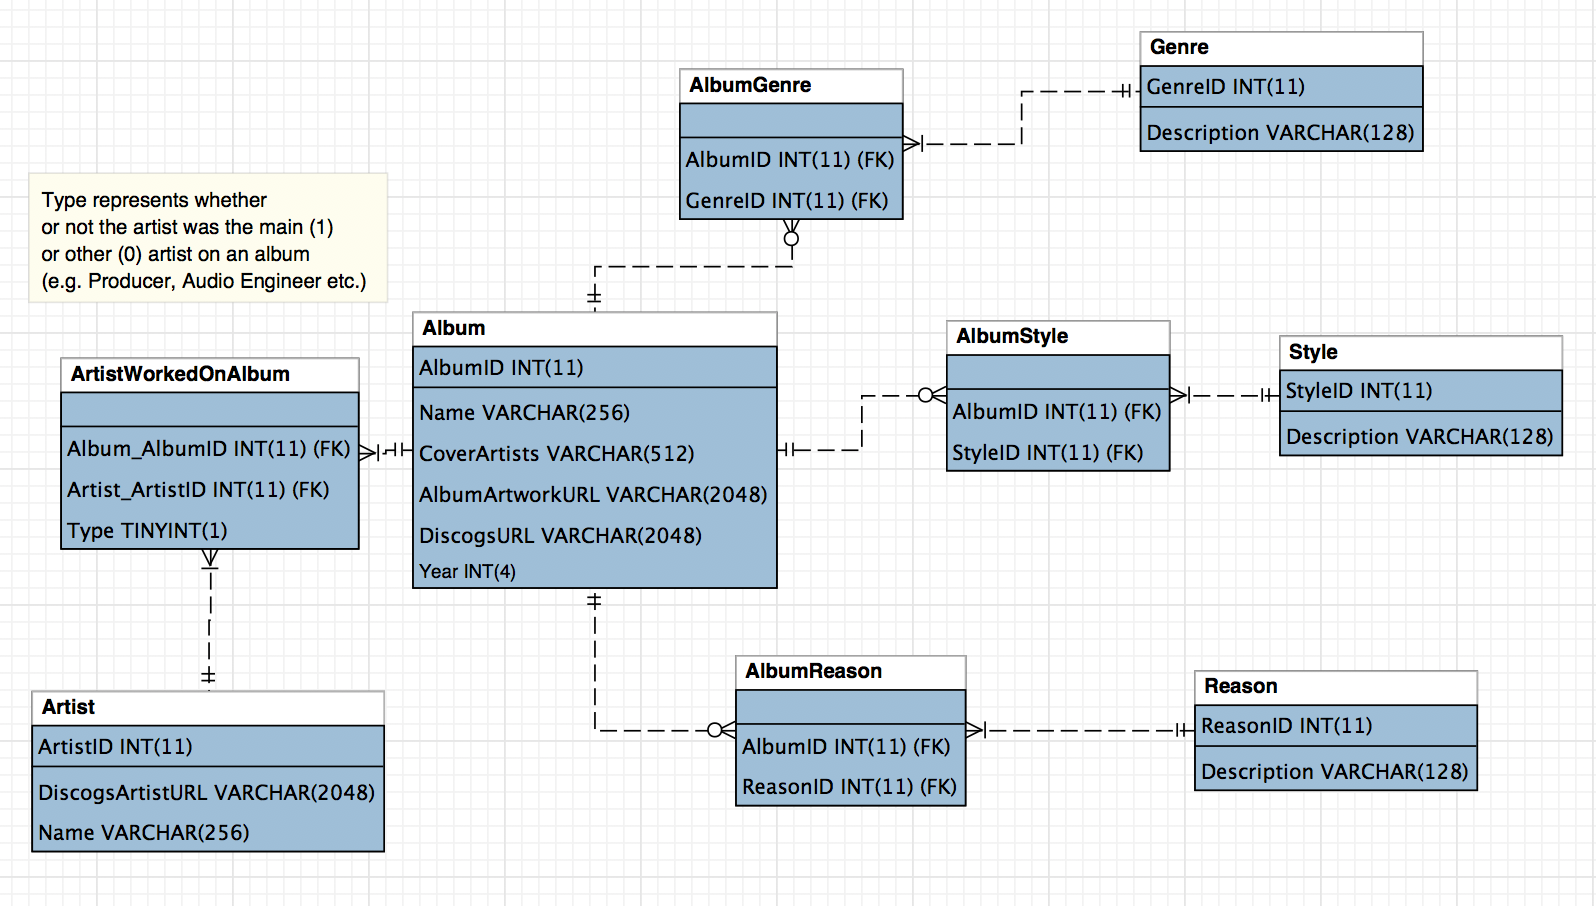 Genre
GenreID INT(11)
Description VARCHAR(128)
AlbumGenre
AlbumID INT(11) (FK)
GenreID INT(11) (FK)
Type represents whether
or not the artist was the main (1)
or other (0) artist on an album
(e.g. Producer, Audio Engineer etc.)
Album
AlbumID INT(11)
Name VARCHAR(256)
CoverArtists VARCHAR(512)
AlbumArtworkURL VARCHAR(2048)
DiscogsURL VARCHAR(2048)
Year INT(4)
AlbumStyle
AlbumID INT(11) (FK)
StyleID INT(11) (FK)
Style
StyleID INT(11)
Description VARCHAR(128)
ArtistWorkedOnAlbum
Album_AlbumID INT(11) (FK)
Artist_ArtistID INT(11) (FK)
Type TINYINT(1)
Artist
ArtistID INT(11)
DiscogsArtistURL VARCHAR(2048)
Name VARCHAR(256)
AlbumReason
AlbumID INT(11) (FK)
ReasonID INT(11) (FK)
Reason
ReasonID INT(11)
Description VARCHAR(128)